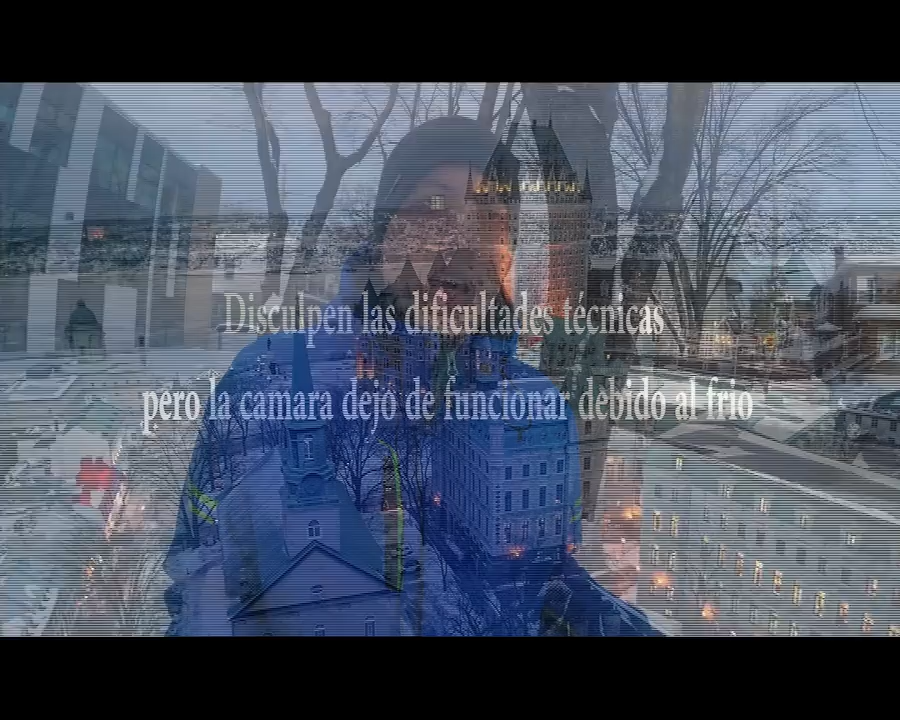 Disculpen las dificultades técnicas
pero la camara dejo de funcionar debido al frio